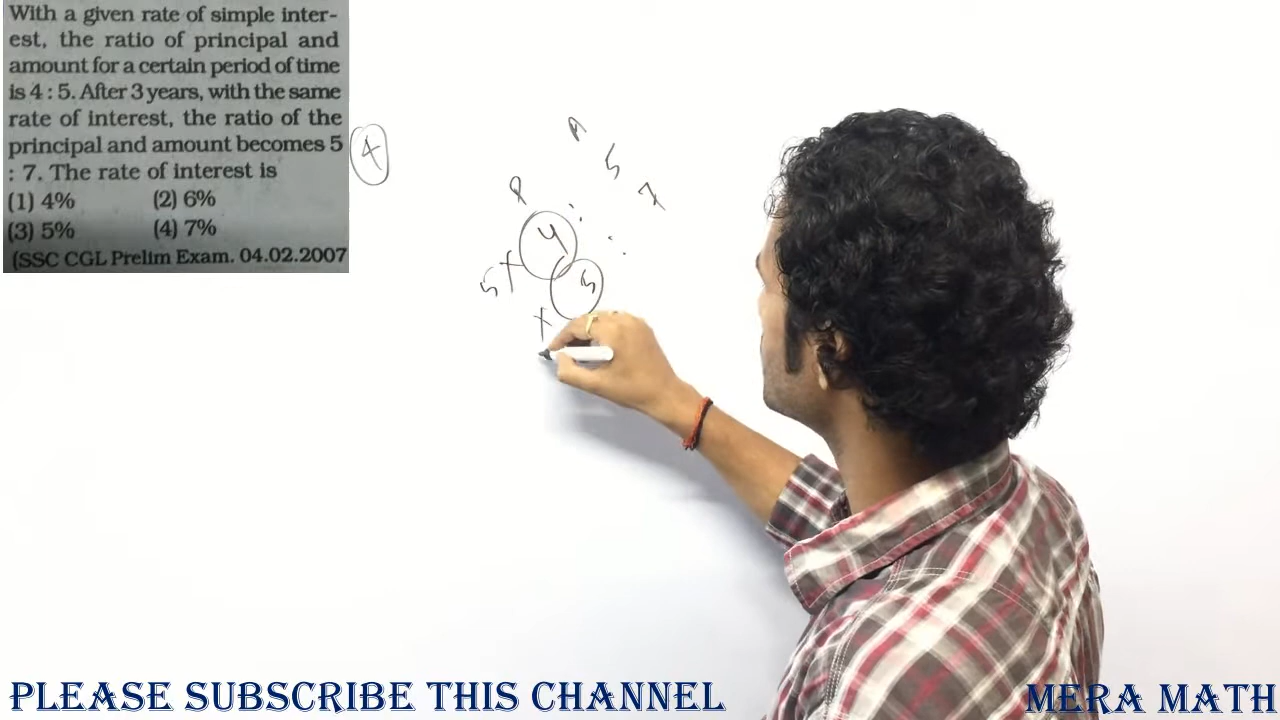 With a given rate of simple inter-
est, the ratio of principal and
amount for a certain period of time
is 4 : 5. After 3 years, with the same
rate of interest, the ratio of the
principal and amount becomes 5
: 7. The rate of interest is
(1) 4% (2) 6%
(3) 5% (4) 7%
(SSC CGL Prelim Exam. 04.02.2007
4
P : A
5 X 4 : 5
X 5 : 7
PLEASE SUBSCRIBE THIS CHANNEL
MERA MATH